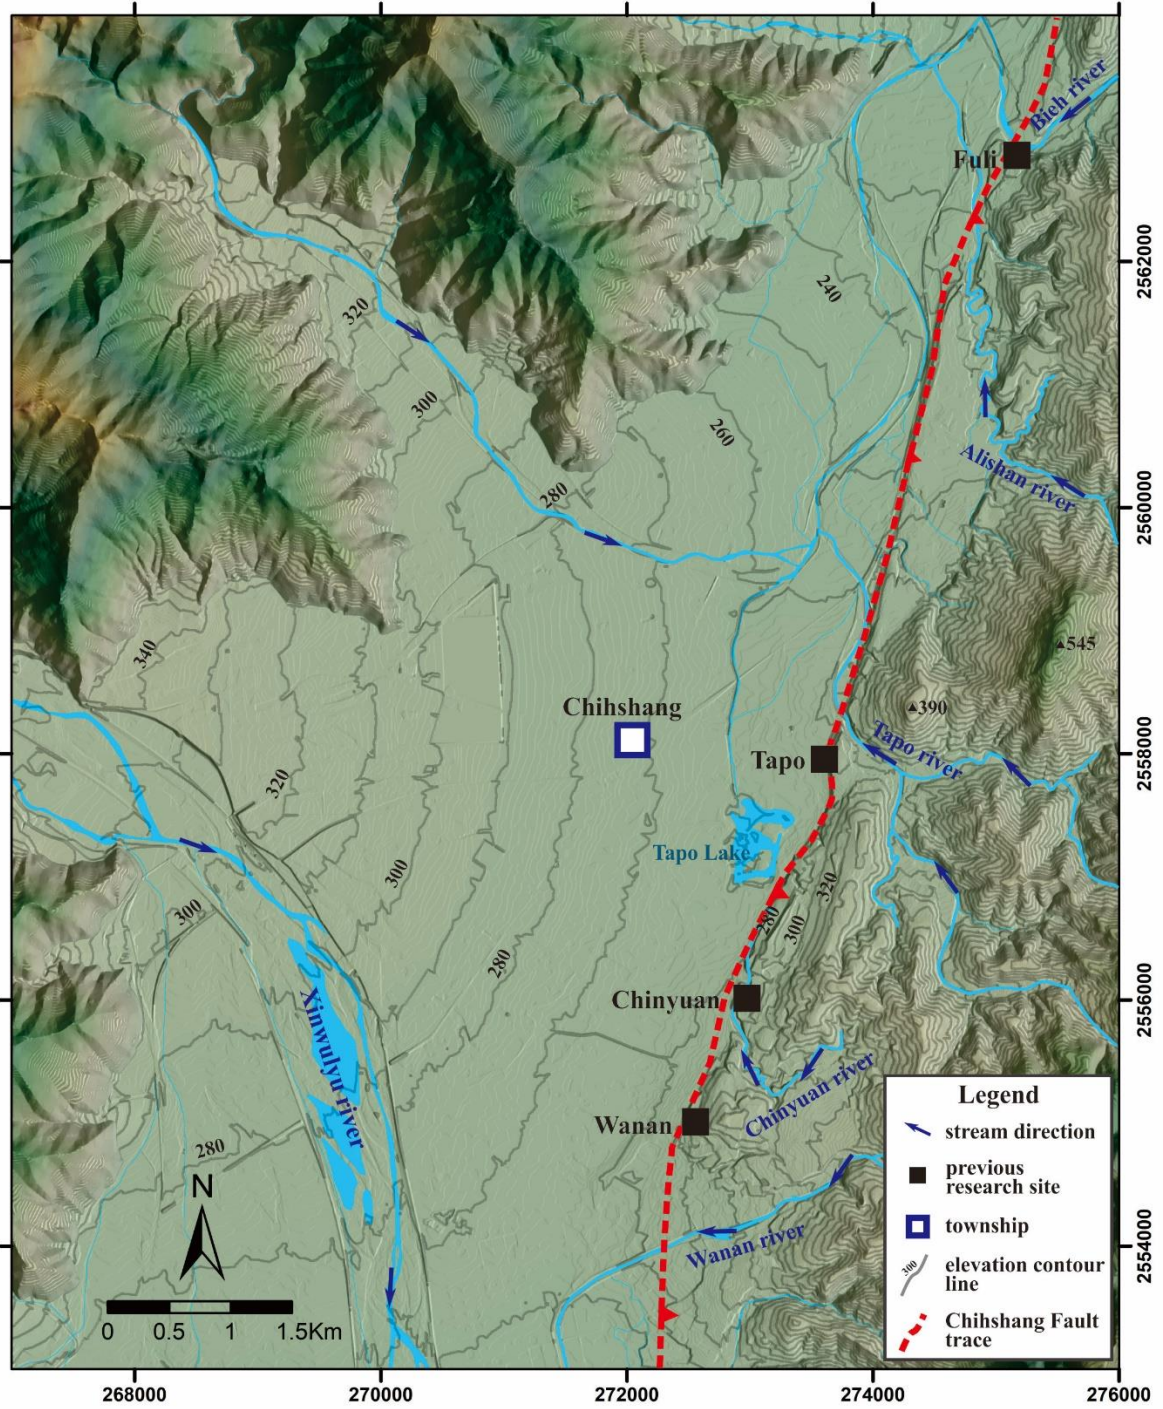 Bieh river
Fuli
2562000
240
320
300
260
Alishan river
280
2560000
340
545
390
Chihshang
Tapo river
Tapo
2558000
320
Tapo Lake
300
320
300
280
300
280
Chinyuan
2556000
Xinwulyu river
Chinyuan river
Wanan
280
Wanan river
2554000
N
0 0.5 1 1.5Km
Legend
stream direction
previous
research site
township
300
elevation contour
line
Chihshang Fault
trace
268000 270000 272000 274000 276000